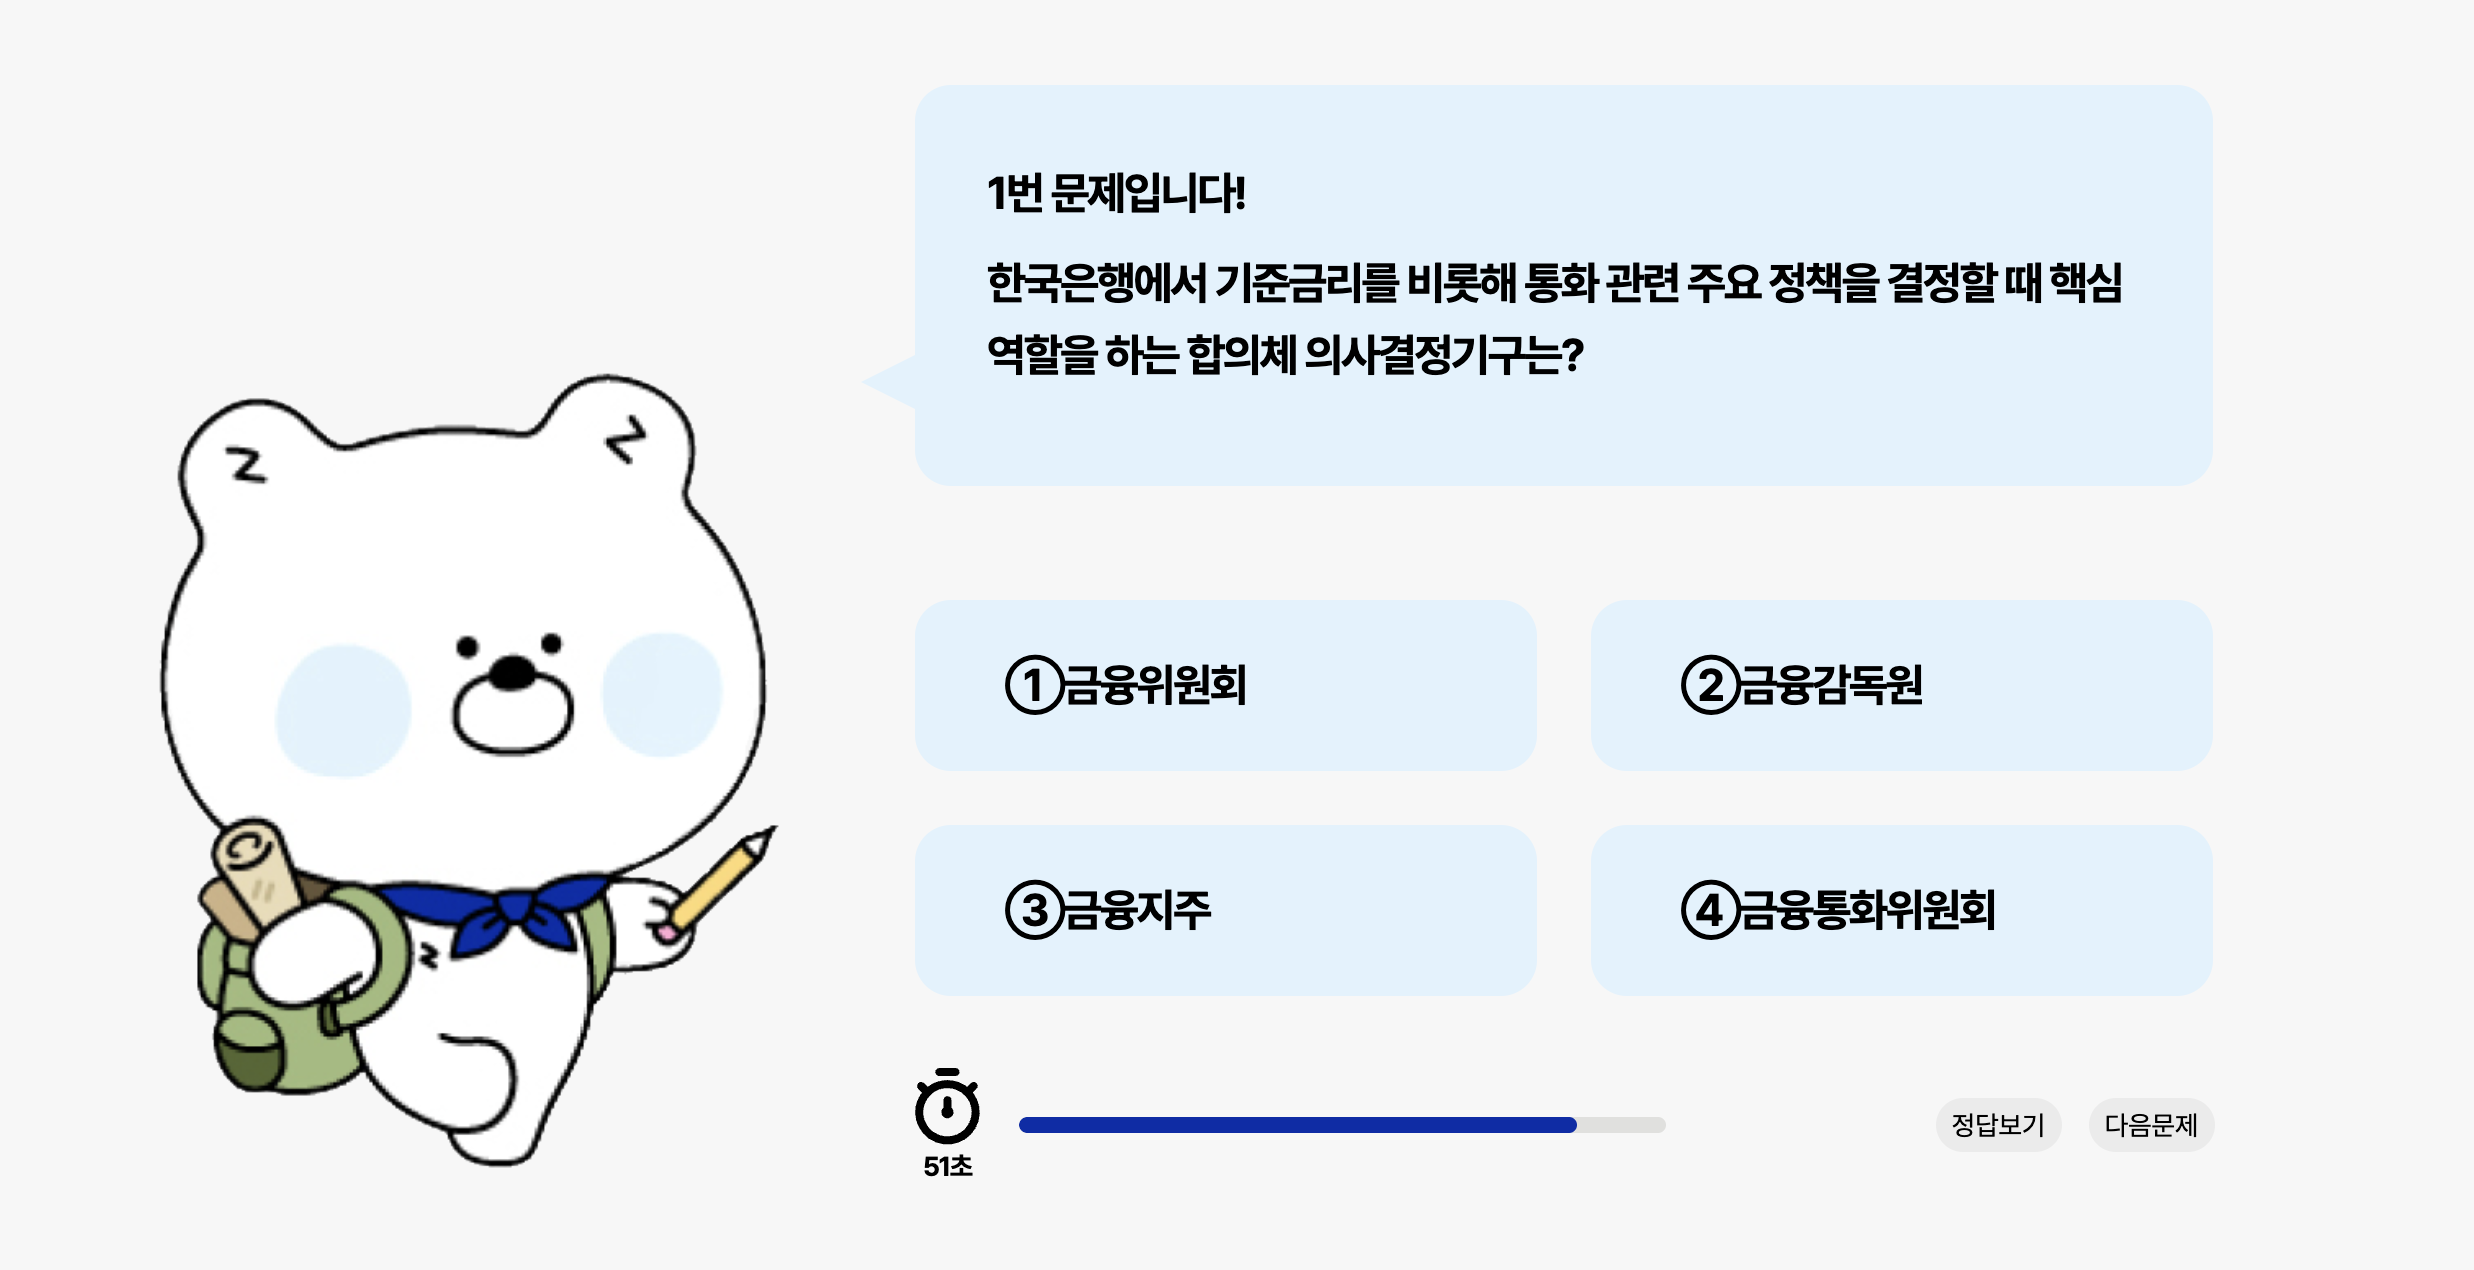 1번 문제입니다!
한국은행에서 기준금리를 비롯해 통화 관련 주요 정책을 결정할 때 핵심
역할을 하는 합의체 의사결정기구는?
①금융위원회
②금융감독원
③금융지주
④금융통화위원회
51초
정답보기
다음문제